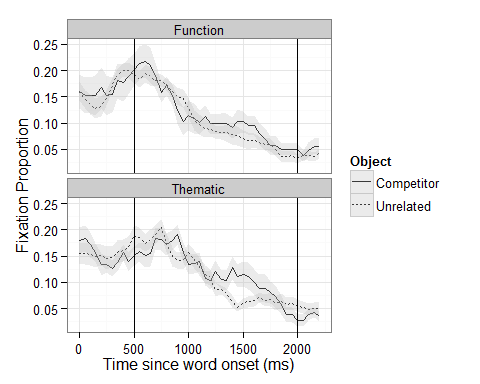 Function
0.25
0.20
0.15
0.10
0.05
Thematic
0.25
0.20
0.15
0.10
0.05
Fixation Proportion
0 500 1000 1500 2000
Time since word onset (ms)
Object
Competitor
Unrelated